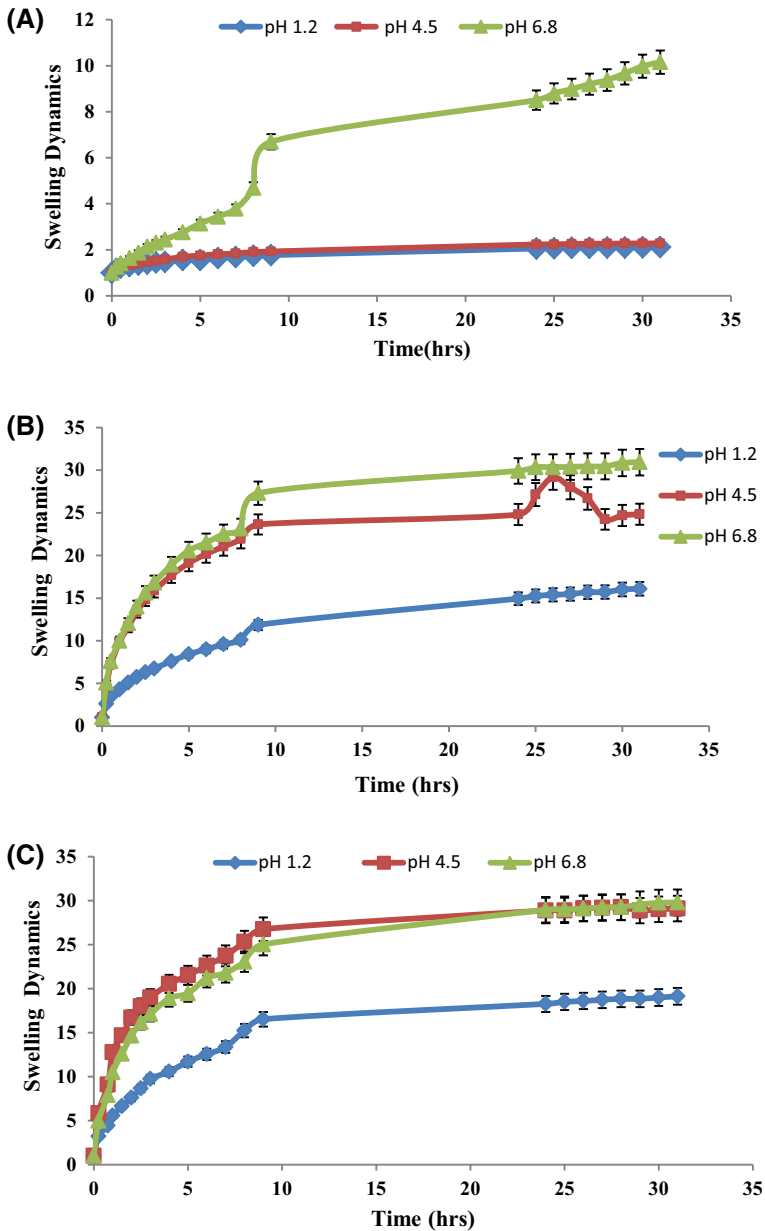 (A)
pH 1.2 pH 4.5 pH 6.8
12
10
8
6
4
2
0
Swelling Dynamics
0 5 10 15 20 25 30 35
Time(hrs)
(B)
35
30
25
20
15
10
5
0
Swelling Dynamics
pH 1.2
pH 4.5
pH 6.8
0 5 10 15 20 25 30 35
Time (hrs)
(C)
pH 1.2 pH 4.5 pH 6.8
35
30
25
20
15
10
5
0
Swelling Dynamics
0 5 10 15 20 25 30 35
Time (hrs)